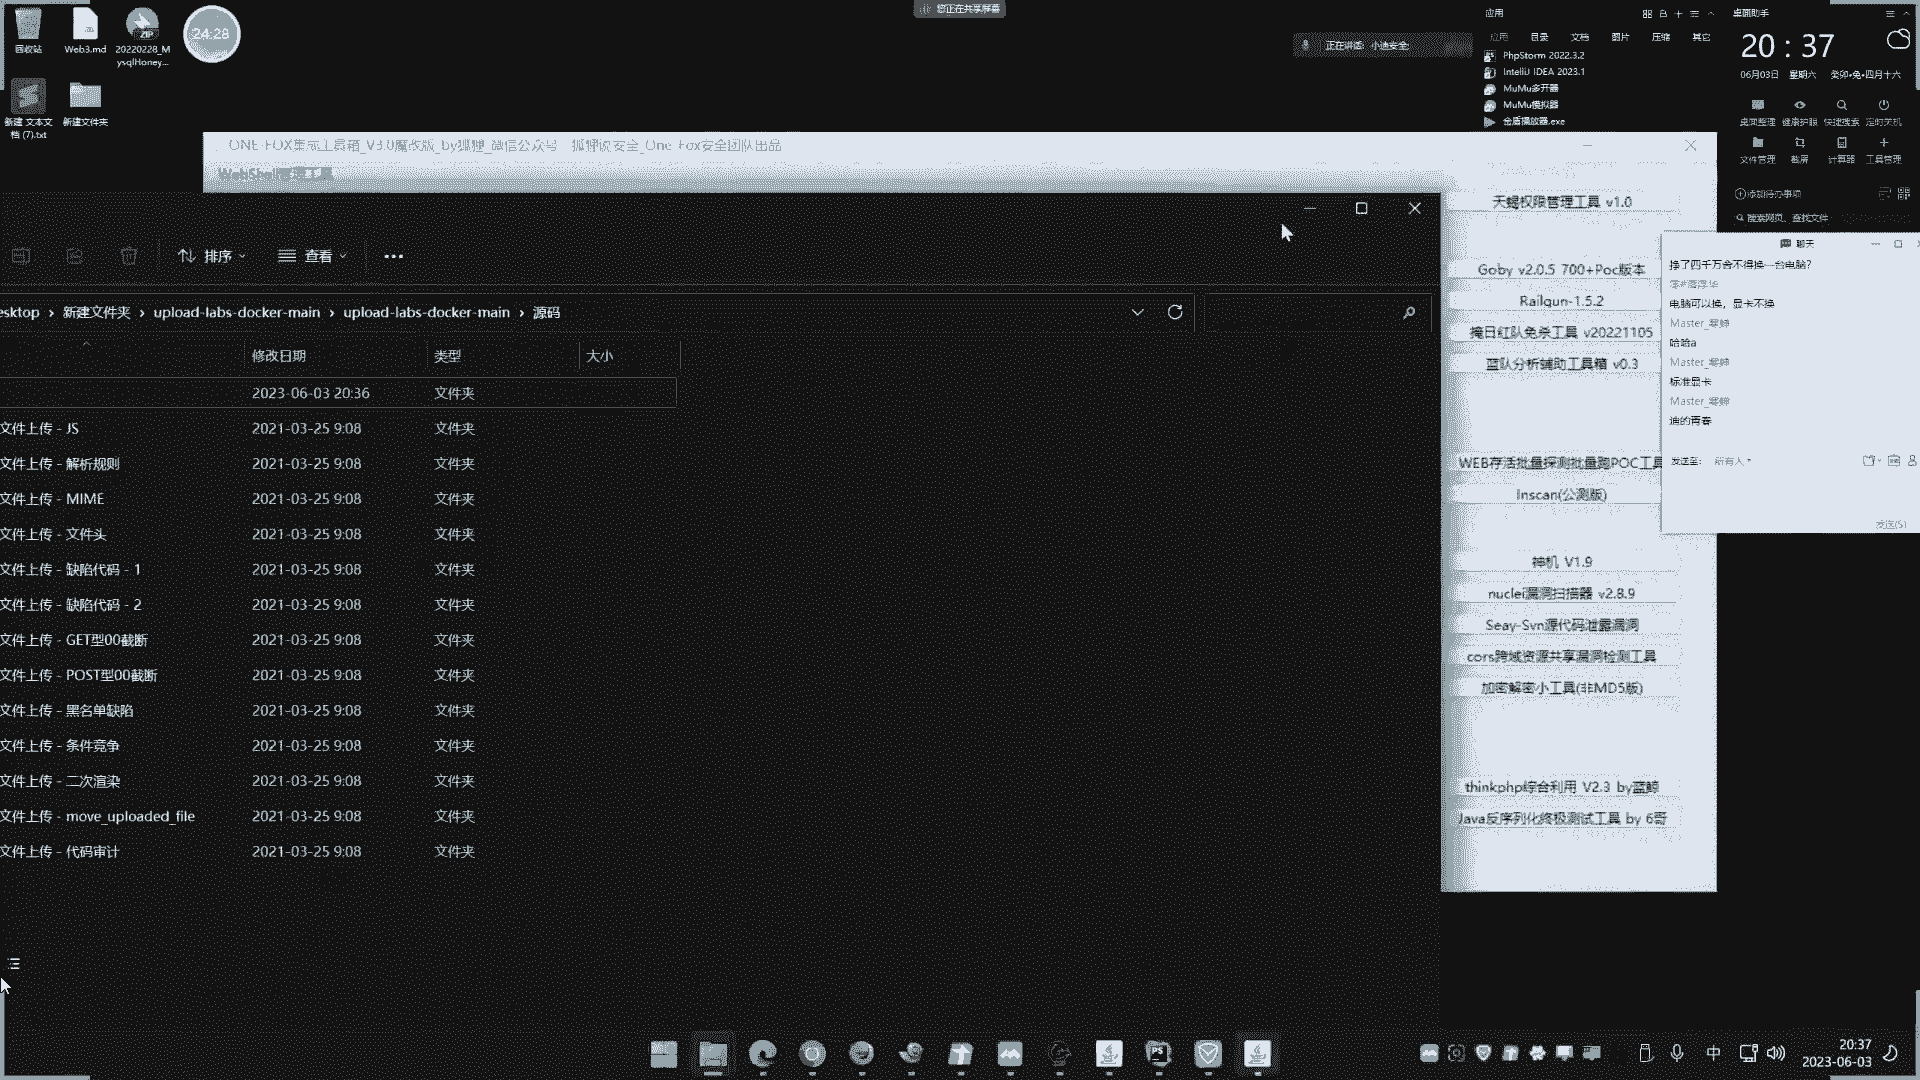 您正在共享屏幕
回收站
Web3.md
20220228_M
ysqlHoney...
24:28
新建 文本文
档 (7).txt
新建文件夹
正在讲话: 小迪安全;
应用
应用 目录 文档 图片 压缩 其它
PhpStorm 2022.3.2
IntelliJ IDEA 2023.1
MuMu多开器
MuMu模拟器
金盾播放器.exe
桌面助手
20 : 37
06月03日 星期六 癸卯•兔•四月十六
桌面整理 健康护眼 快捷搜索 定时关机
文件管理 截屏 计算器 工具管理
添加待办事项
搜索网页、查找文件
ONE-FOX集成工具箱_V3.0魔改版_by狐狸_微信公众号 狐狸说安全_One-Fox安全团队出品
WebShell管理工具
天蝎权限管理工具 v1.0
Goby v2.0.5 700+Poc版本
Railgun-1.5.2
掩日红队免杀工具 v20221105
蓝队分析辅助工具箱 v0.3
WEB存活批量探测批量跑POC工具
Inscan(公测版)
神机 V1.9
nuclei漏洞扫描器 v2.8.9
Seay-Svn源代码泄露漏洞
cors跨域资源共享漏洞检测工具
加密解密小工具(非MD5版)
thinkphp综合利用 V2.3 by蓝鲸
Java反序列化终极测试工具 by 6哥
聊天
挣了四千万舍不得换一台电脑?
电脑可以换，显卡不换
Master_寒蝉
哈哈a
Master_寒蝉
标准显卡
Master_寒蝉
迪的青春
发送至: 所有人
发送(S)
排序 查看 •••
esktop › 新建文件夹 › upload-labs-docker-main › upload-labs-docker-main › 源码
修改日期 类型 大小
2023-06-03 20:36 文件夹
文件上传 - JS 2021-03-25 9:08 文件夹
文件上传 - 解析规则 2021-03-25 9:08 文件夹
文件上传 - MIME 2021-03-25 9:08 文件夹
文件上传 - 文件头 2021-03-25 9:08 文件夹
文件上传 - 缺陷代码 - 1 2021-03-25 9:08 文件夹
文件上传 - 缺陷代码 - 2 2021-03-25 9:08 文件夹
文件上传 - GET型00截断 2021-03-25 9:08 文件夹
文件上传 - POST型00截断 2021-03-25 9:08 文件夹
文件上传 - 黑名单缺陷 2021-03-25 9:08 文件夹
文件上传 - 条件竞争 2021-03-25 9:08 文件夹
文件上传 - 二次渲染 2021-03-25 9:08 文件夹
文件上传 - move_uploaded_file 2021-03-25 9:08 文件夹
文件上传 - 代码审计 2021-03-25 9:08 文件夹
中
20:37
2023-06-03